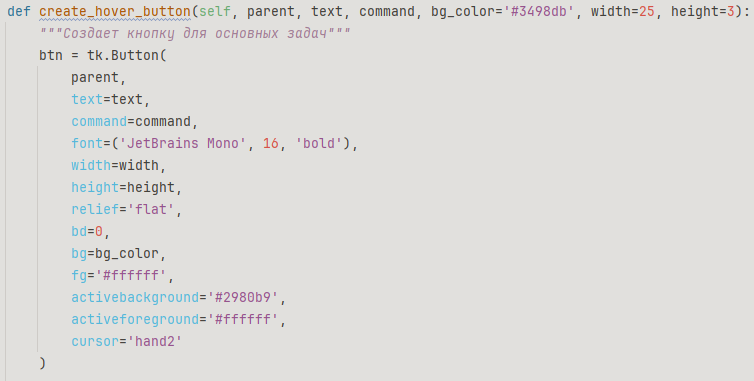 def create_hover_button(self, parent, text, command, bg_color='#3498db', width=25, height=3):
    """Создает кнопку для основных задач"""
    btn = tk.Button(
        parent,
        text=text,
        command=command,
        font=('JetBrains Mono', 16, 'bold'),
        width=width,
        height=height,
        relief='flat',
        bd=0,
        bg=bg_color,
        fg='#ffffff',
        activebackground='#2980b9',
        activeforeground='#ffffff',
        cursor='hand2'
    )